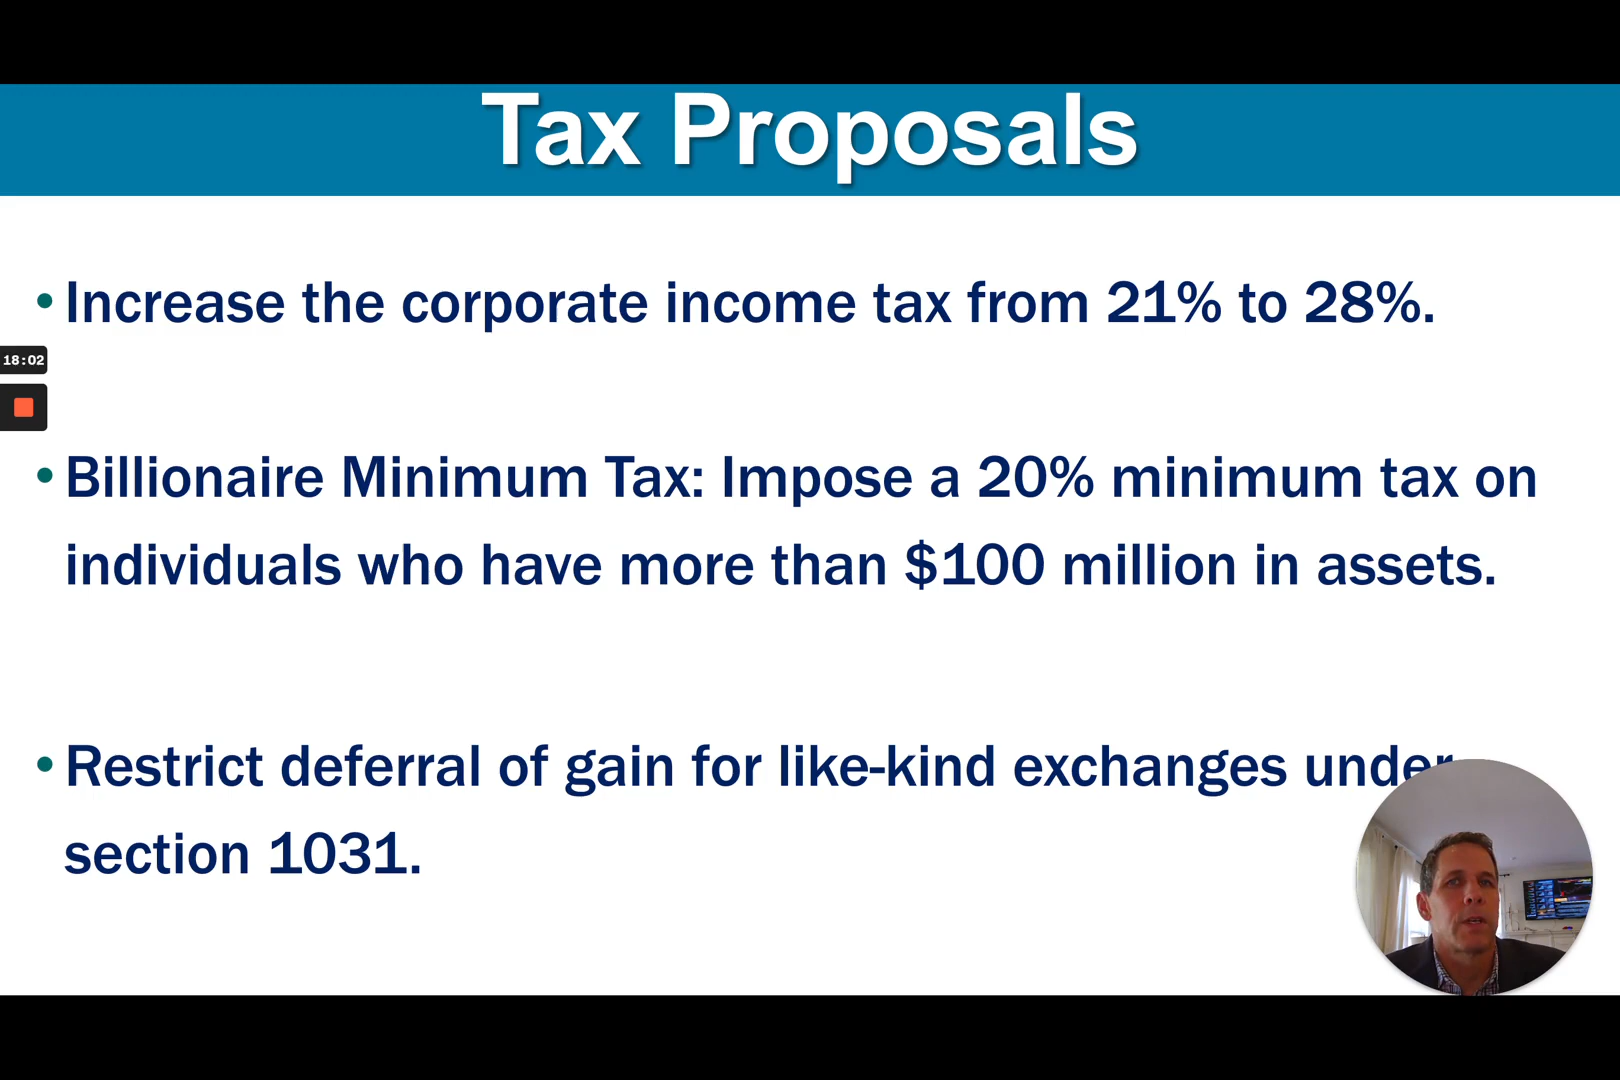 Tax Proposals
• Increase the corporate income tax from 21% to 28%.
18:02
• Billionaire Minimum Tax: Impose a 20% minimum tax on
individuals who have more than $100 million in assets.
• Restrict deferral of gain for like-kind exchanges under
section 1031.